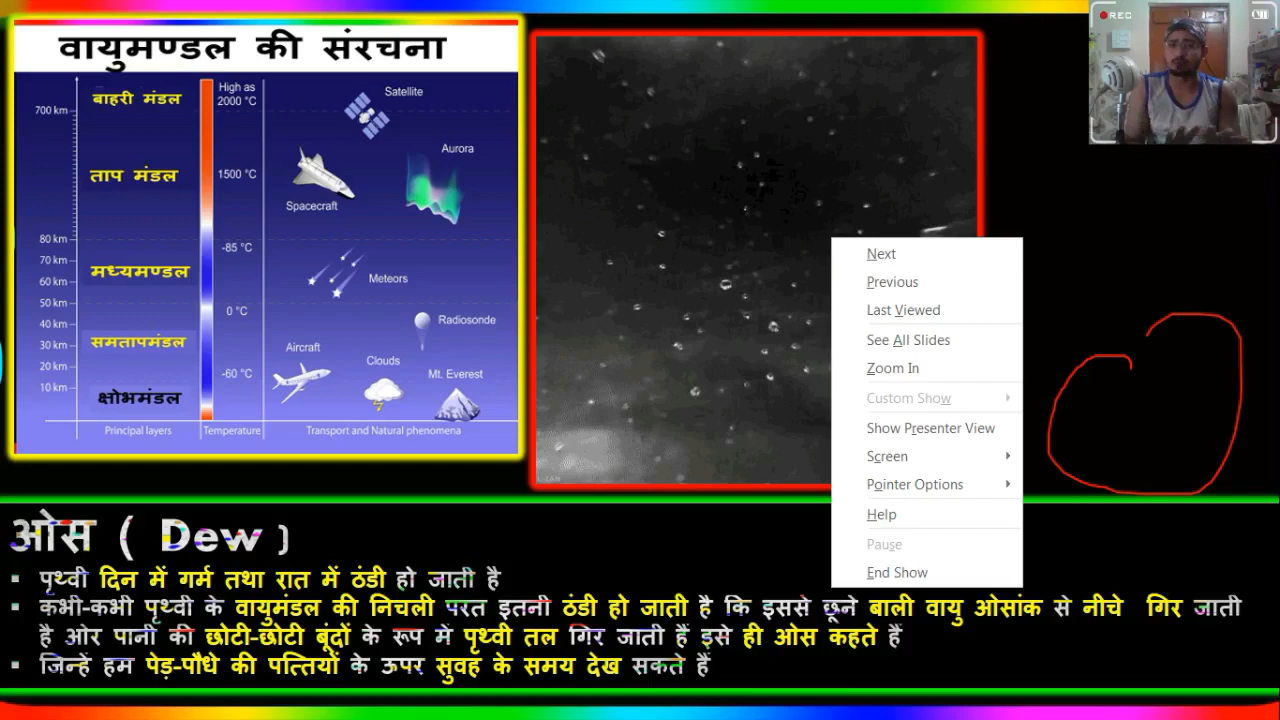 वायुमण्डल की संरचना
REC
बाहरी मंडल
700 km
High as
2000 °C
Satellite
ताप मंडल
1500 °C
Aurora
Spacecraft
80 km
-85 °C
70 km
मध्यमण्डल
60 km
Meteors
50 km
0 °C
40 km
Radiosonde
समतापमंडल
30 km
Aircraft
20 km
-60 °C
Clouds
Mt. Everest
10 km
क्षोभमंडल
Principal layers
Temperature
Transport and Natural phenomena
Next
Previous
Last Viewed
See All Slides
Zoom In
Custom Show
Show Presenter View
Screen
Pointer Options
Help
Pause
End Show
ओस ( Dew )
▪ पृथ्वी दिन में गर्म तथा रात में ठंडी हो जाती है
▪ कभी-कभी पृथ्वी के वायुमंडल की निचली परत इतनी ठंडी हो जाती है कि इससे छूने बाली वायु ओसांक से नीचे गिर जाती
है ओर पानी की छोटी-छोटी बूंदों के रूप में पृथ्वी तल गिर जाती हैं इसे ही ओस कहते हैं
▪ जिन्हें हम पेड़-पौधे की पत्तियों के ऊपर सुवह के समय देख सकते हैं